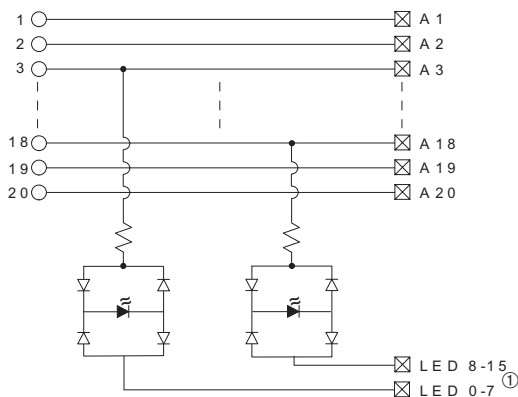 1 A 1
2 A 2
3 A 3
18 A 18
19 A 19
20 A 20
LED 8-15
LED 0-7 ①